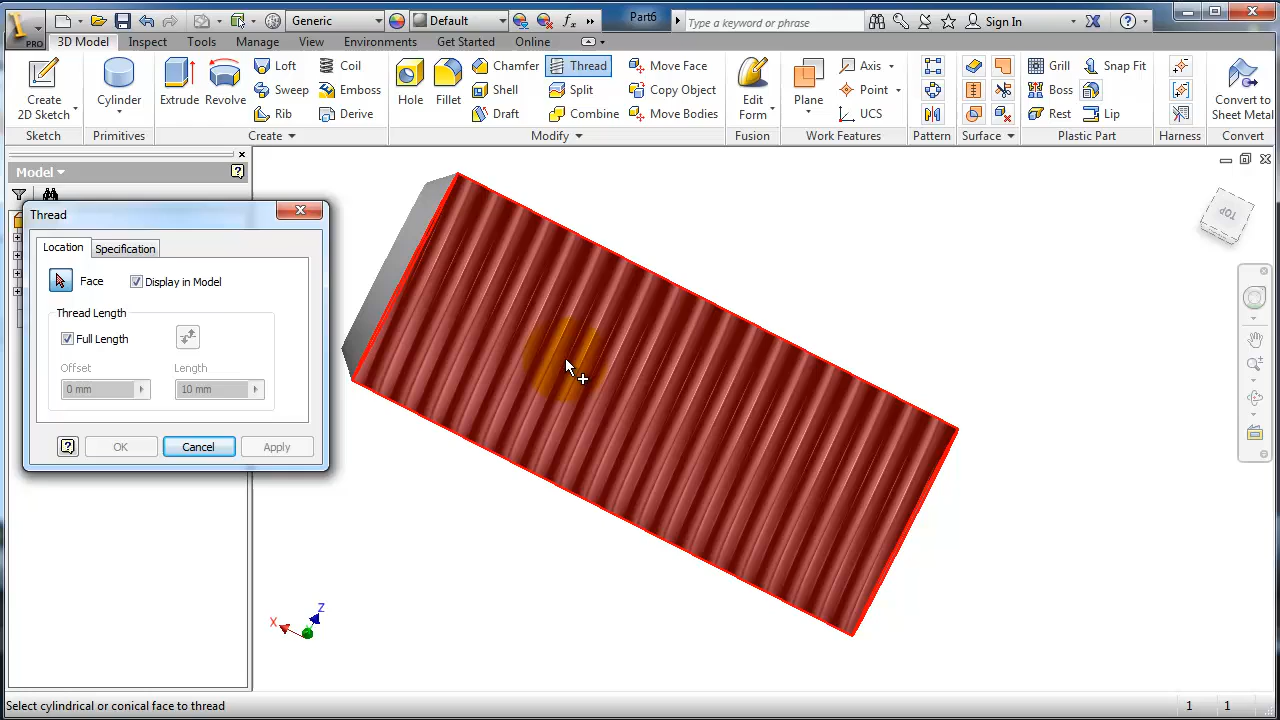 PRO
Generic
Default
fx
Part6
Type a keyword or phrase
Sign In
3D Model
Inspect
Tools
Manage
View
Environments
Get Started
Online
Create
2D Sketch
Sketch
Cylinder
Primitives
Extrude
Revolve
Loft
Sweep
Rib
Coil
Emboss
Derive
Create
Hole
Fillet
Chamfer
Shell
Draft
Thread
Split
Combine
Move Face
Copy Object
Move Bodies
Modify
Edit
Form
Fusion
Plane
Axis
Point
UCS
Work Features
Pattern
Surface
Grill
Boss
Rest
Snap Fit
Lip
Plastic Part
Harness
Convert to
Sheet Metal
Convert
Model
Thread
Location
Specification
Face
Display in Model
Thread Length
Full Length
Offset
Length
0 mm
10 mm
OK
Cancel
Apply
TOP
X
Z
Select cylindrical or conical face to thread
1
1